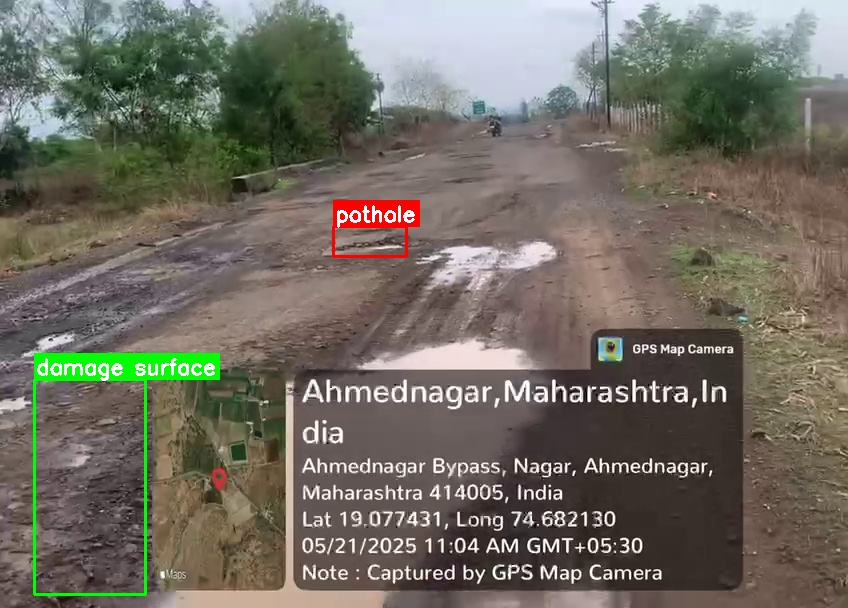 pothole
damage surface
GPS Map Camera
Ahmednagar,Maharashtra,In
dia
Ahmednagar Bypass, Nagar, Ahmednagar,
Maharashtra 414005, India
Lat 19.077431, Long 74.682130
05/21/2025 11:04 AM GMT+05:30
Note : Captured by GPS Map Camera
Maps